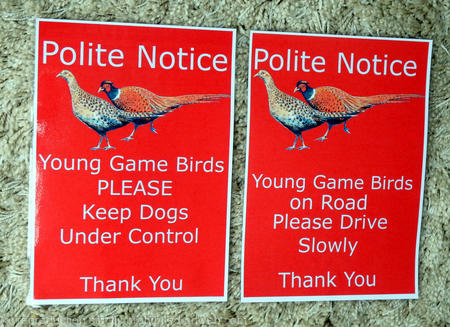 Polite Notice
Young Game Birds
PLEASE
Keep Dogs
Under Control
Thank You
Polite Notice
Young Game Birds
on Road
Please Drive
Slowly
Thank You